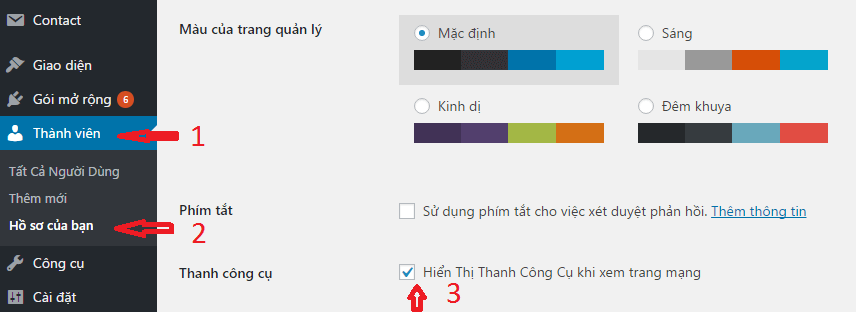 Contact
Giao diện
Gói mở rộng 6
Thành viên 1
Tất Cả Người Dùng
Thêm mới
Hồ sơ của bạn 2
Công cụ
Cài đặt
Màu của trang quản lý
Mặc định
Sáng
Kinh dị
Đêm khuya
Phím tắt
Sử dụng phím tắt cho việc xét duyệt phản hồi. Thêm thông tin
Thanh công cụ
Hiển Thị Thanh Công Cụ khi xem trang mạng
3